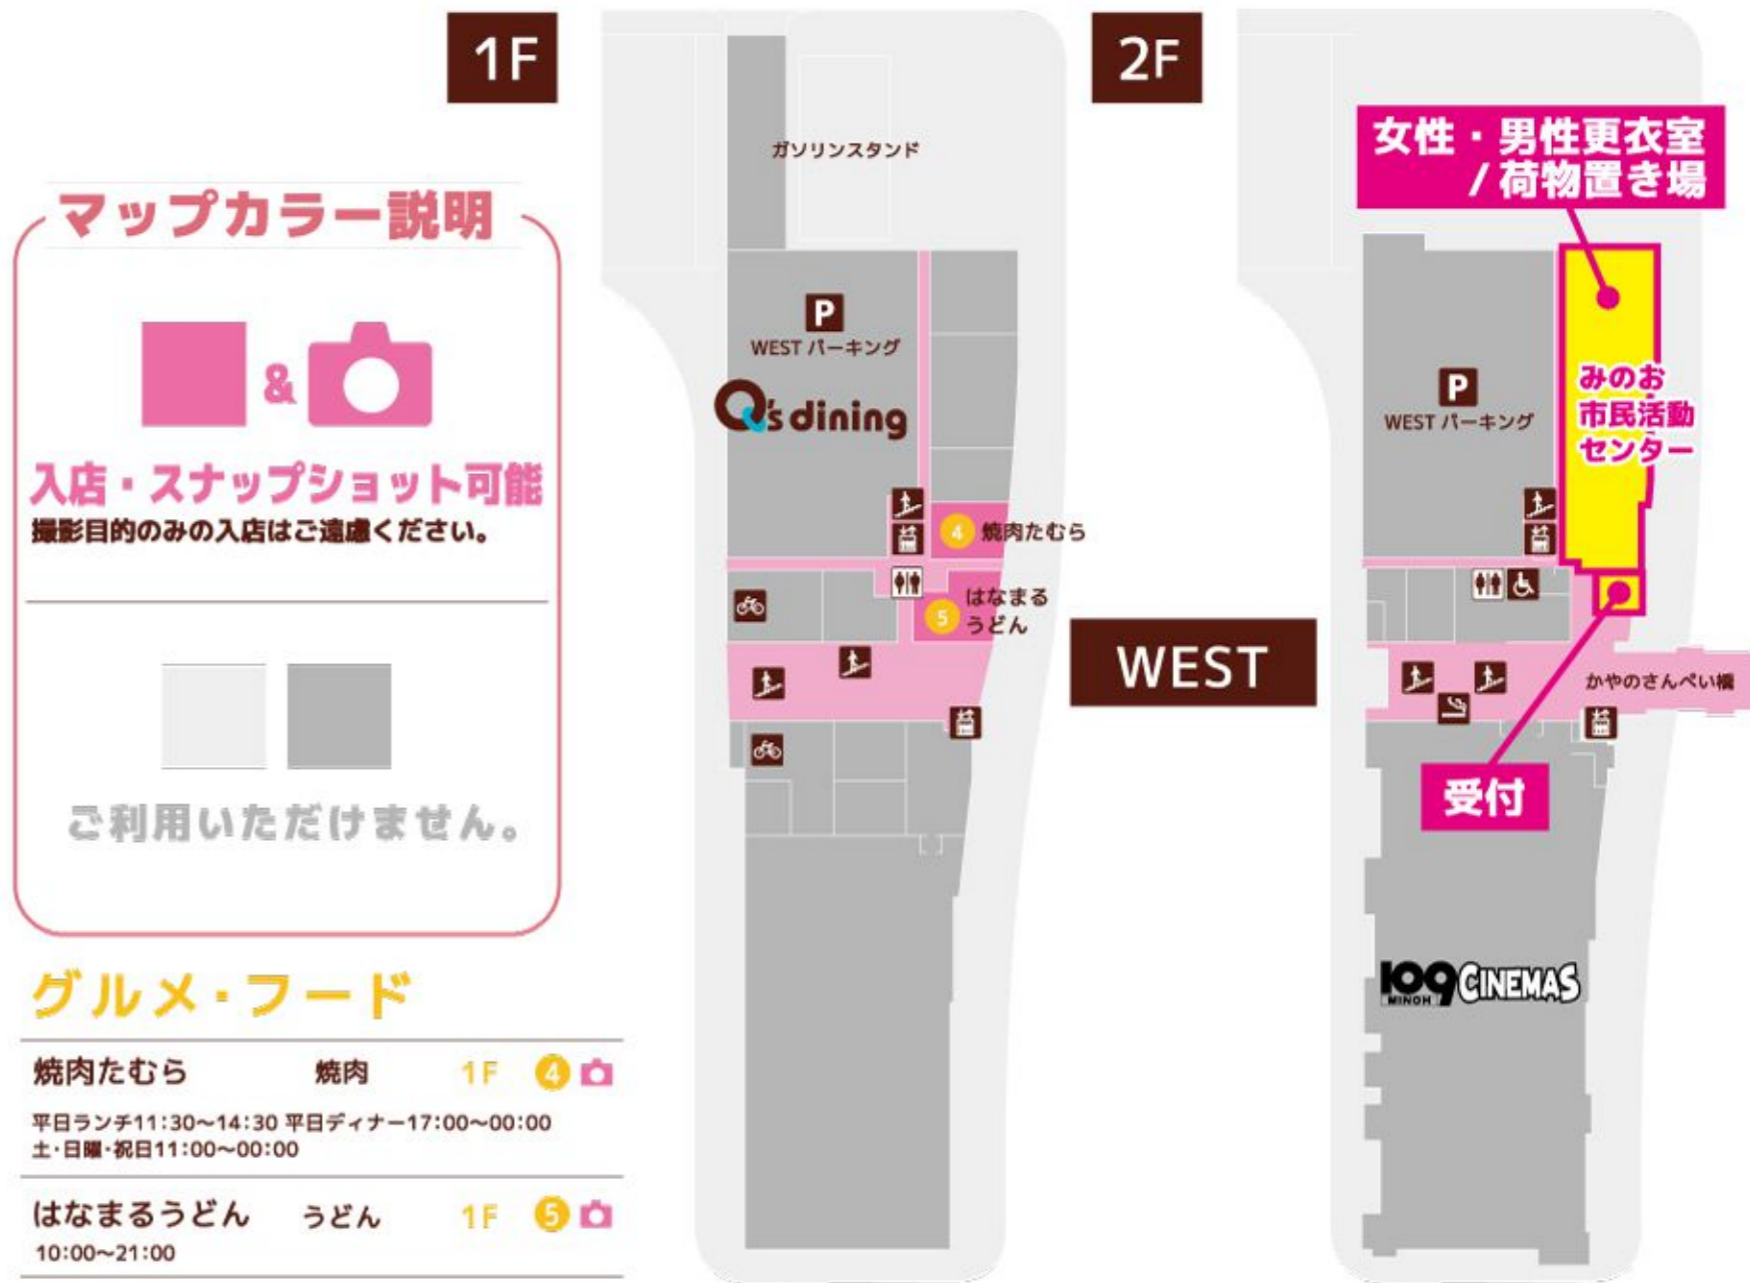 1F
2F
マップカラー説明
&
入店・スナップショット可能
撮影目的のみの入店はご遠慮ください。
ご利用いただけません。
グルメ・フード
焼肉たむら 焼肉 1F 4
平日ランチ11:30〜14:30 平日ディナー17:00〜00:00
土・日曜・祝日11:00〜00:00
はなまるうどん うどん 1F 5
10:00〜21:00
ガソリンスタンド
P
WEST パーキング
Q's dining
4 焼肉たむら
5 はなまる
うどん
WEST
女性・男性更衣室
/荷物置き場
P
WEST パーキング
みのお
市民活動
センター
かやのさんぺい橋
受付
109 CINEMAS
MINOH